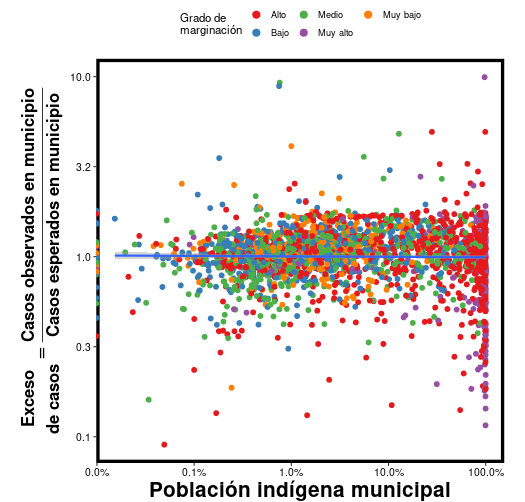 Grado de
marginación
Alto
Medio
Muy bajo
Bajo
Muy alto
Exceso
de casos
=
Casos observados en municipio
Casos esperados en municipio
10.0
3.2
1.0
0.3
0.1
0.0%
0.1%
1.0%
10.0%
100.0%
Población indígena municipal